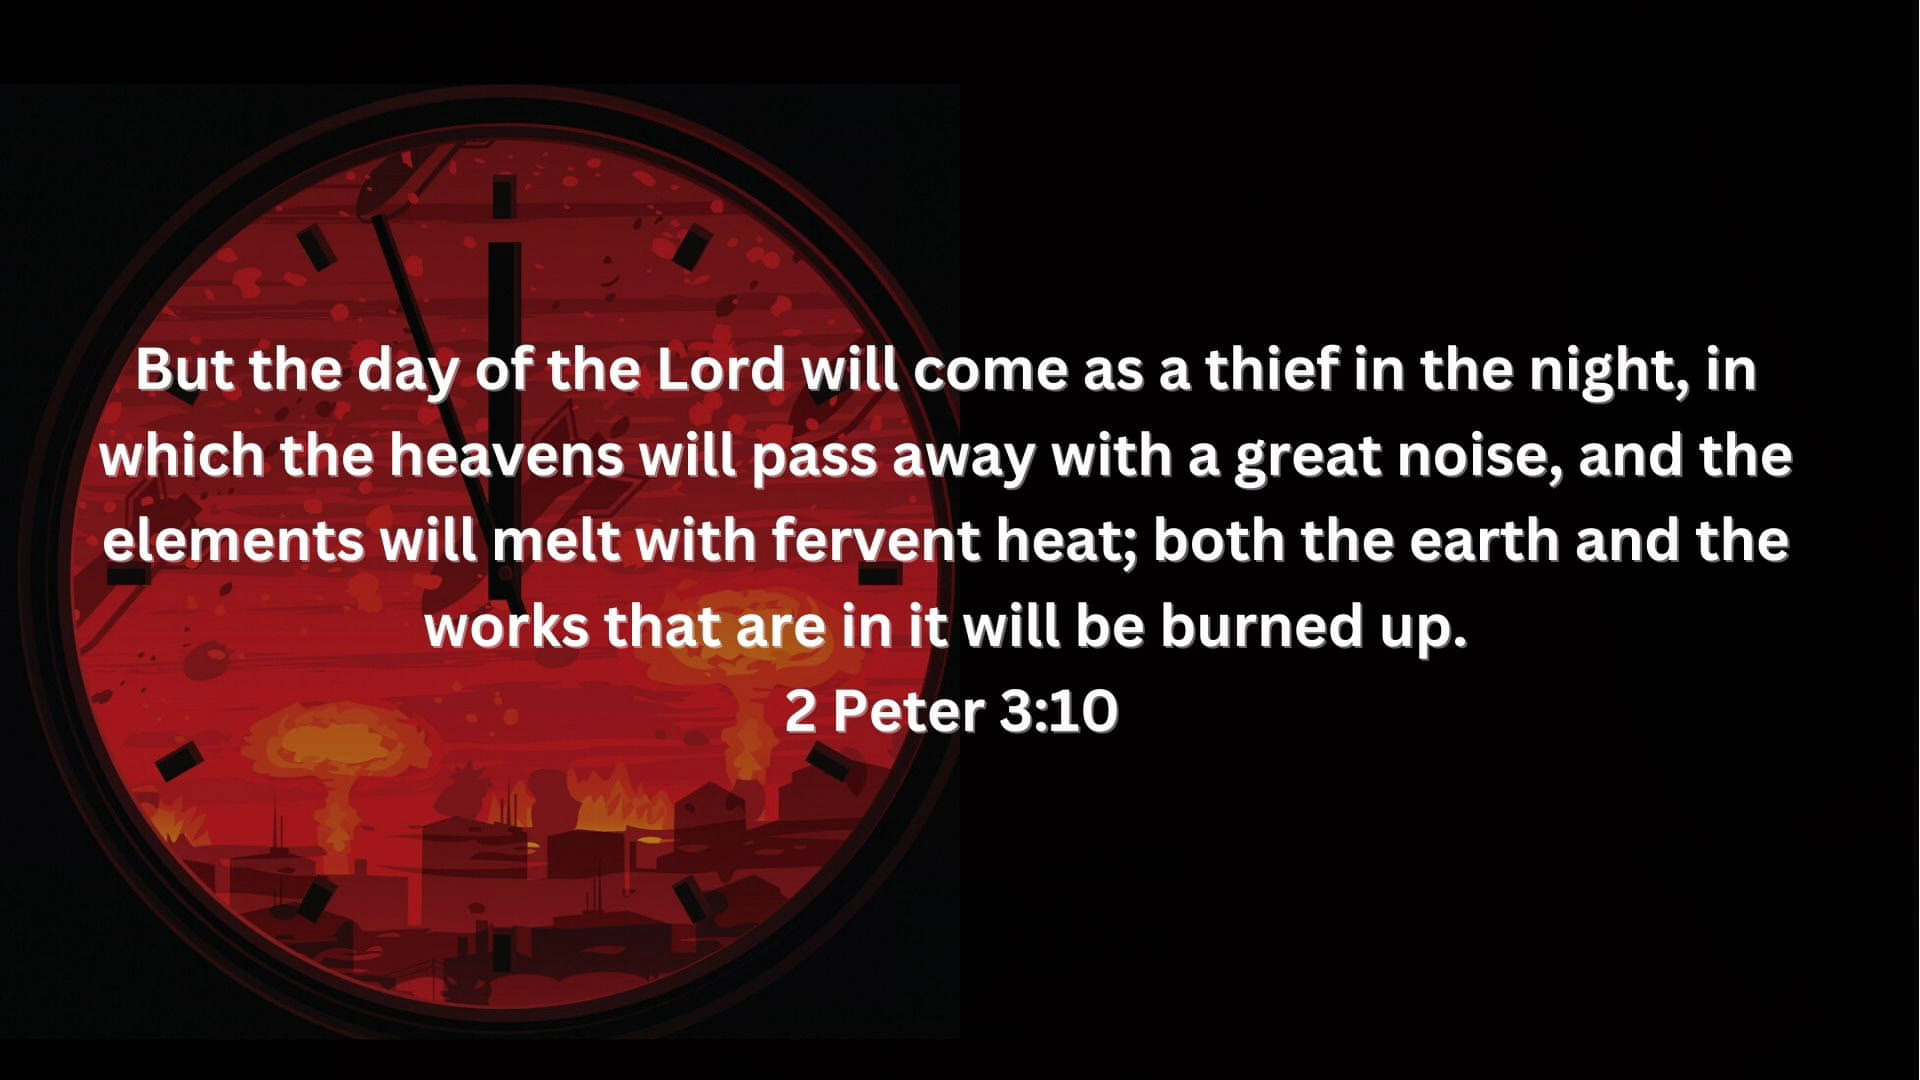 But the day of the Lord will come as a thief in the night, in
which the heavens will pass away with a great noise, and the
elements will melt with fervent heat; both the earth and the
works that are in it will be burned up.
2 Peter 3:10